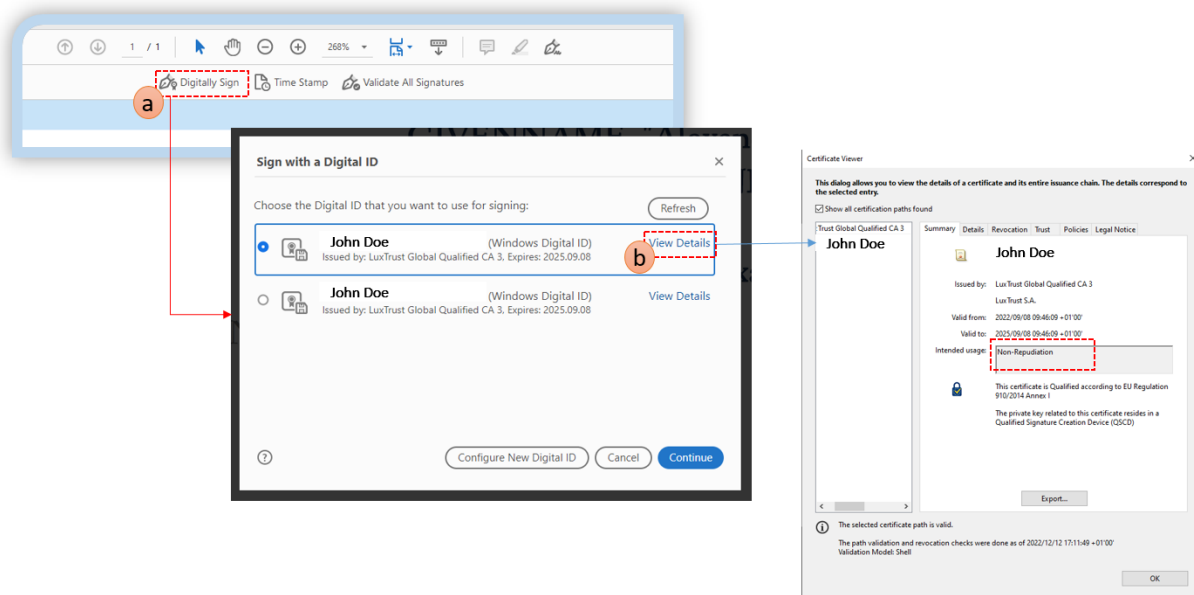 1 / 1
268%
Digitally Sign
Time Stamp
Validate All Signatures
a
GIVENNAME
Sign with a Digital ID
Choose the Digital ID that you want to use for signing:
Refresh
John Doe
(Windows Digital ID)
View Details
Issued by: LuxTrust Global Qualified CA 3, Expires: 2025.09.08
b
John Doe
(Windows Digital ID)
View Details
Issued by: LuxTrust Global Qualified CA 3, Expires: 2025.09.08
?
Configure New Digital ID
Cancel
Continue
Certificate Viewer
This dialog allows you to view the details of a certificate and its entire issuance chain. The details correspond to
the selected entry.
Show all certification paths found
Trust Global Qualified CA 3
John Doe
Summary
Details
Revocation
Trust
Policies
Legal Notice
John Doe
Issued by: LuxTrust Global Qualified CA 3
LuxTrust S.A.
Valid from: 2022/09/08 09:46:09 +01'00'
Valid to: 2025/09/08 09:46:09 +01'00'
Intended usage: Non-Repudiation
This certificate is Qualified according to EU Regulation
910/2014 Annex I
The private key related to this certificate resides in a
Qualified Signature Creation Device (QSCD)
Export...
The selected certificate path is valid.
The path validation and revocation checks were done as of 2022/12/12 17:11:49 +01'00'
Validation Model: Shell
OK